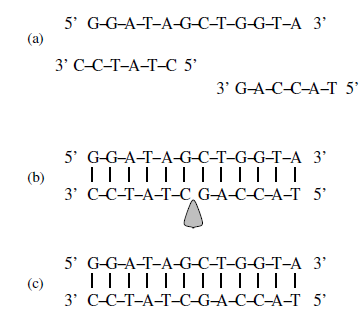 5' G-G-A-T-A-G-C-T-G-G-T-A 3'
(a)
3' C-C-T-A-T-C 5'
3' G-A-C-C-A-T 5'
5' G-G-A-T-A-G-C-T-G-G-T-A 3'
(b)
3' C-C-T-A-T-C G-A-C-C-A-T 5'
5' G-G-A-T-A-G-C-T-G-G-T-A 3'
(c)
3' C-C-T-A-T-C-G-A-C-C-A-T 5'